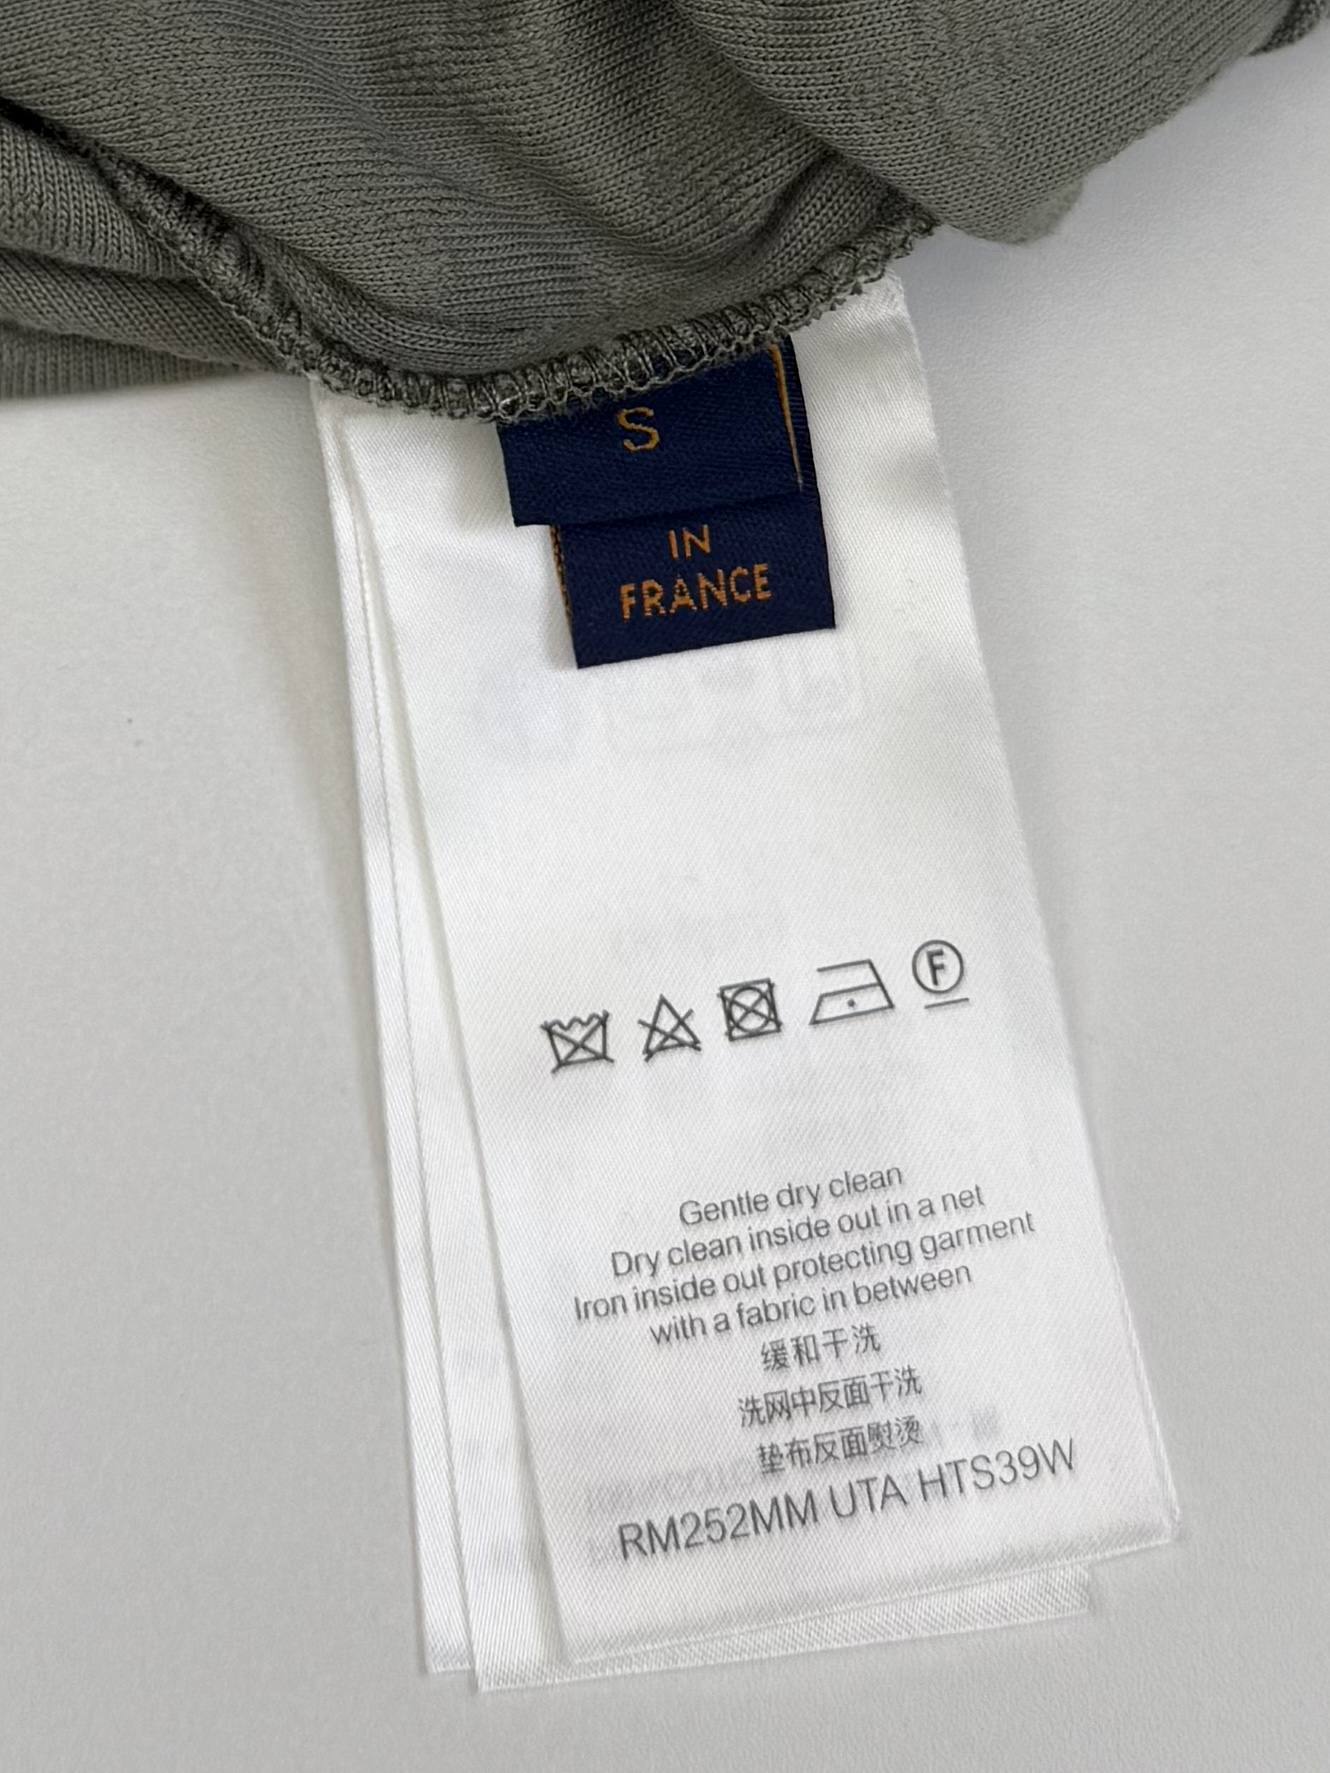 S
IN
FRANCE
F
Gentle dry clean
Dry clean inside out in a net
Iron inside out protecting garment
with a fabric in between
缓和干洗
洗网中反面干洗
垫布反面熨烫
RM252MM UTA HTS39W